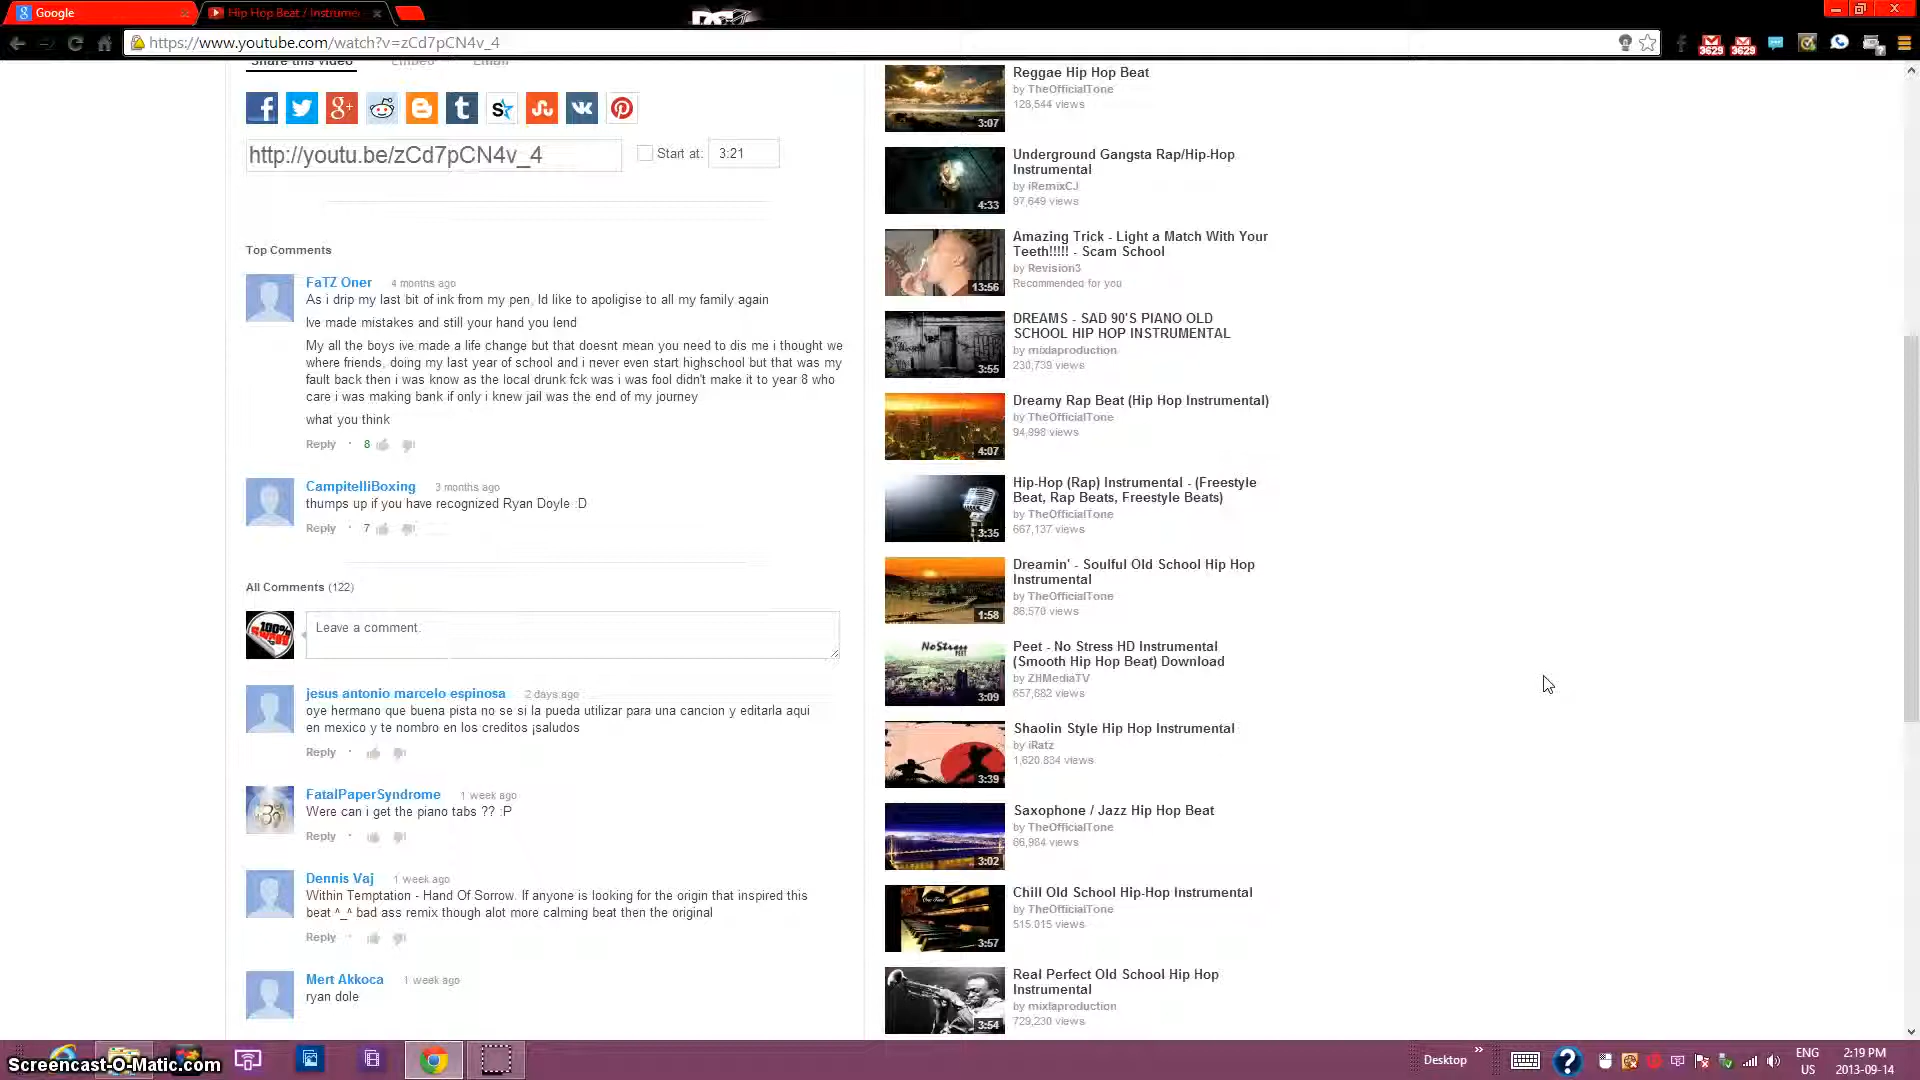 Google
Hip Hop Beat / Instrume
https://www.youtube.com/watch?v=zCd7pCN4v_4
3629
3629
Share this video
Embed
Email
http://youtu.be/zCd7pCN4v_4
Start at:
3:21
Top Comments
FaTZ Oner 4 months ago
As i drip my last bit of ink from my pen, Id like to apoligise to all my family again
Ive made mistakes and still your hand you lend
My all the boys ive made a life change but that doesnt mean you need to dis me i thought we
where friends, doing my last year of school and i never even start highschool but that was my
fault back then i was know as the local drunk fck was i was fool didn't make it to year 8 who
care i was making bank if only i knew jail was the end of my journey
what you think
Reply · 8
CampitelliBoxing 3 months ago
thumps up if you have recognized Ryan Doyle :D
Reply · 7
All Comments (122)
100%
Leave a comment.
jesus antonio marcelo espinosa 2 days ago
oye hermano que buena pista no se si la pueda utilizar para una cancion y editarla aqui
en mexico y te nombro en los creditos ¡saludos
Reply ·
FatalPaperSyndrome 1 week ago
Were can i get the piano tabs ?? :P
Reply ·
Dennis Vaj 1 week ago
Within Temptation - Hand Of Sorrow. If anyone is looking for the origin that inspired this
beat ^_^ bad ass remix though alot more calming beat then the original
Reply ·
Mert Akkoca 1 week ago
ryan dole
Reggae Hip Hop Beat
by TheOfficialTone
128,544 views
3:07
Underground Gangsta Rap/Hip-Hop
Instrumental
by iRemixCJ
97,649 views
4:33
Amazing Trick - Light a Match With Your
Teeth!!!!! - Scam School
by Revision3
Recommended for you
13:56
DREAMS - SAD 90'S PIANO OLD
SCHOOL HIP HOP INSTRUMENTAL
by mixlaproduction
230,739 views
3:55
Dreamy Rap Beat (Hip Hop Instrumental)
by TheOfficialTone
94,998 views
4:07
Hip-Hop (Rap) Instrumental - (Freestyle
Beat, Rap Beats, Freestyle Beats)
by TheOfficialTone
667,137 views
3:35
Dreamin' - Soulful Old School Hip Hop
Instrumental
by TheOfficialTone
86,570 views
1:58
NoStress
PEET
Peet - No Stress HD Instrumental
(Smooth Hip Hop Beat) Download
by ZHMediaTV
657,682 views
3:09
Shaolin Style Hip Hop Instrumental
by iRatz
1,620,834 views
3:39
Saxophone / Jazz Hip Hop Beat
by TheOfficialTone
66,984 views
3:02
Chill Old School Hip-Hop Instrumental
by TheOfficialTone
515,015 views
3:57
Real Perfect Old School Hip Hop
Instrumental
by mixlaproduction
729,230 views
3:54
Screencast-O-Matic.com
Desktop
ENG
US
2:19 PM
2013-09-14